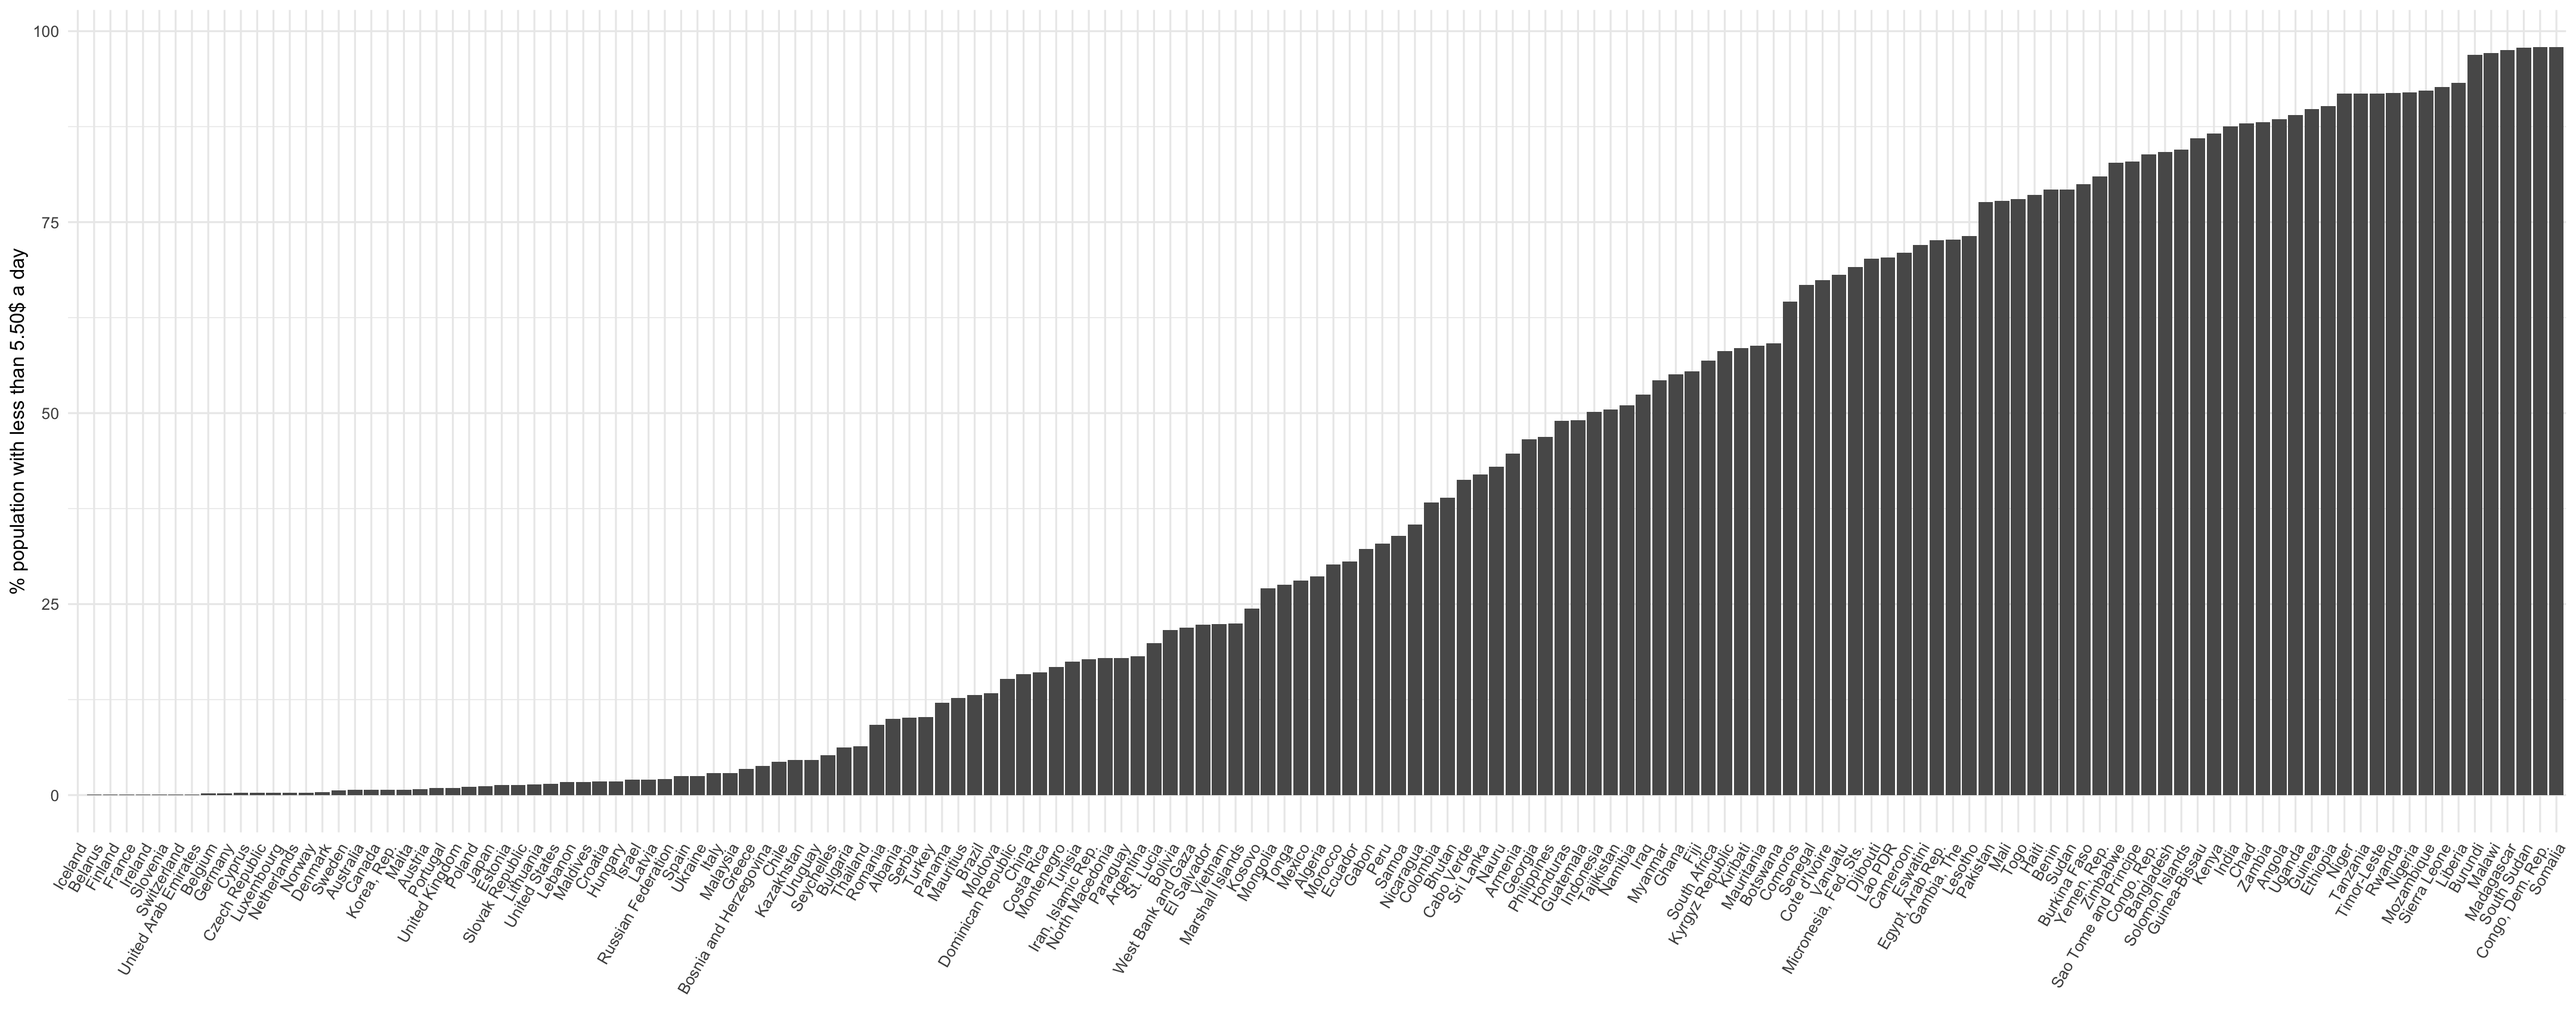 % population with less than 5.50$ a day
100
75
50
25
0
Iceland
Belarus
Finland
France
Ireland
Slovenia
Switzerland
United Arab Emirates
Belgium
Germany
Cyprus
Czech Republic
Luxembourg
Netherlands
Norway
Denmark
Sweden
Australia
Canada
Korea, Rep.
Malta
Austria
Portugal
United Kingdom
Poland
Japan
Estonia
Slovak Republic
Lithuania
United States
Lebanon
Maldives
Croatia
Hungary
Israel
Latvia
Russian Federation
Spain
Ukraine
Italy
Malaysia
Greece
Bosnia and Herzegovina
Chile
Kazakhstan
Uruguay
Seychelles
Bulgaria
Thailand
Romania
Albania
Serbia
Turkey
Panama
Mauritius
Brazil
Moldova
Dominican Republic
China
Costa Rica
Montenegro
Tunisia
Iran, Islamic Rep.
North Macedonia
Paraguay
Argentina
St. Lucia
Bolivia
West Bank and Gaza
El Salvador
Vietnam
Marshall Islands
Kosovo
Mongolia
Tonga
Mexico
Algeria
Morocco
Ecuador
Gabon
Peru
Samoa
Nicaragua
Colombia
Bhutan
Cabo Verde
Sri Lanka
Nauru
Armenia
Georgia
Philippines
Honduras
Guatemala
Indonesia
Tajikistan
Namibia
Iraq
Myanmar
Ghana
Fiji
South Africa
Kyrgyz Republic
Kiribati
Mauritania
Botswana
Comoros
Senegal
Cote d'Ivoire
Vanuatu
Micronesia, Fed. Sts.
Djibouti
Lao PDR
Cameroon
Eswatini
Egypt, Arab Rep.
Gambia, The
Lesotho
Pakistan
Mali
Togo
Haiti
Benin
Sudan
Burkina Faso
Yemen, Rep.
Zimbabwe
Sao Tome and Principe
Congo, Rep.
Bangladesh
Solomon Islands
Guinea-Bissau
Kenya
India
Chad
Zambia
Angola
Uganda
Guinea
Ethiopia
Niger
Tanzania
Timor-Leste
Rwanda
Nigeria
Mozambique
Sierra Leone
Liberia
Burundi
Malawi
Madagascar
South Sudan
Congo, Dem. Rep.
Somalia